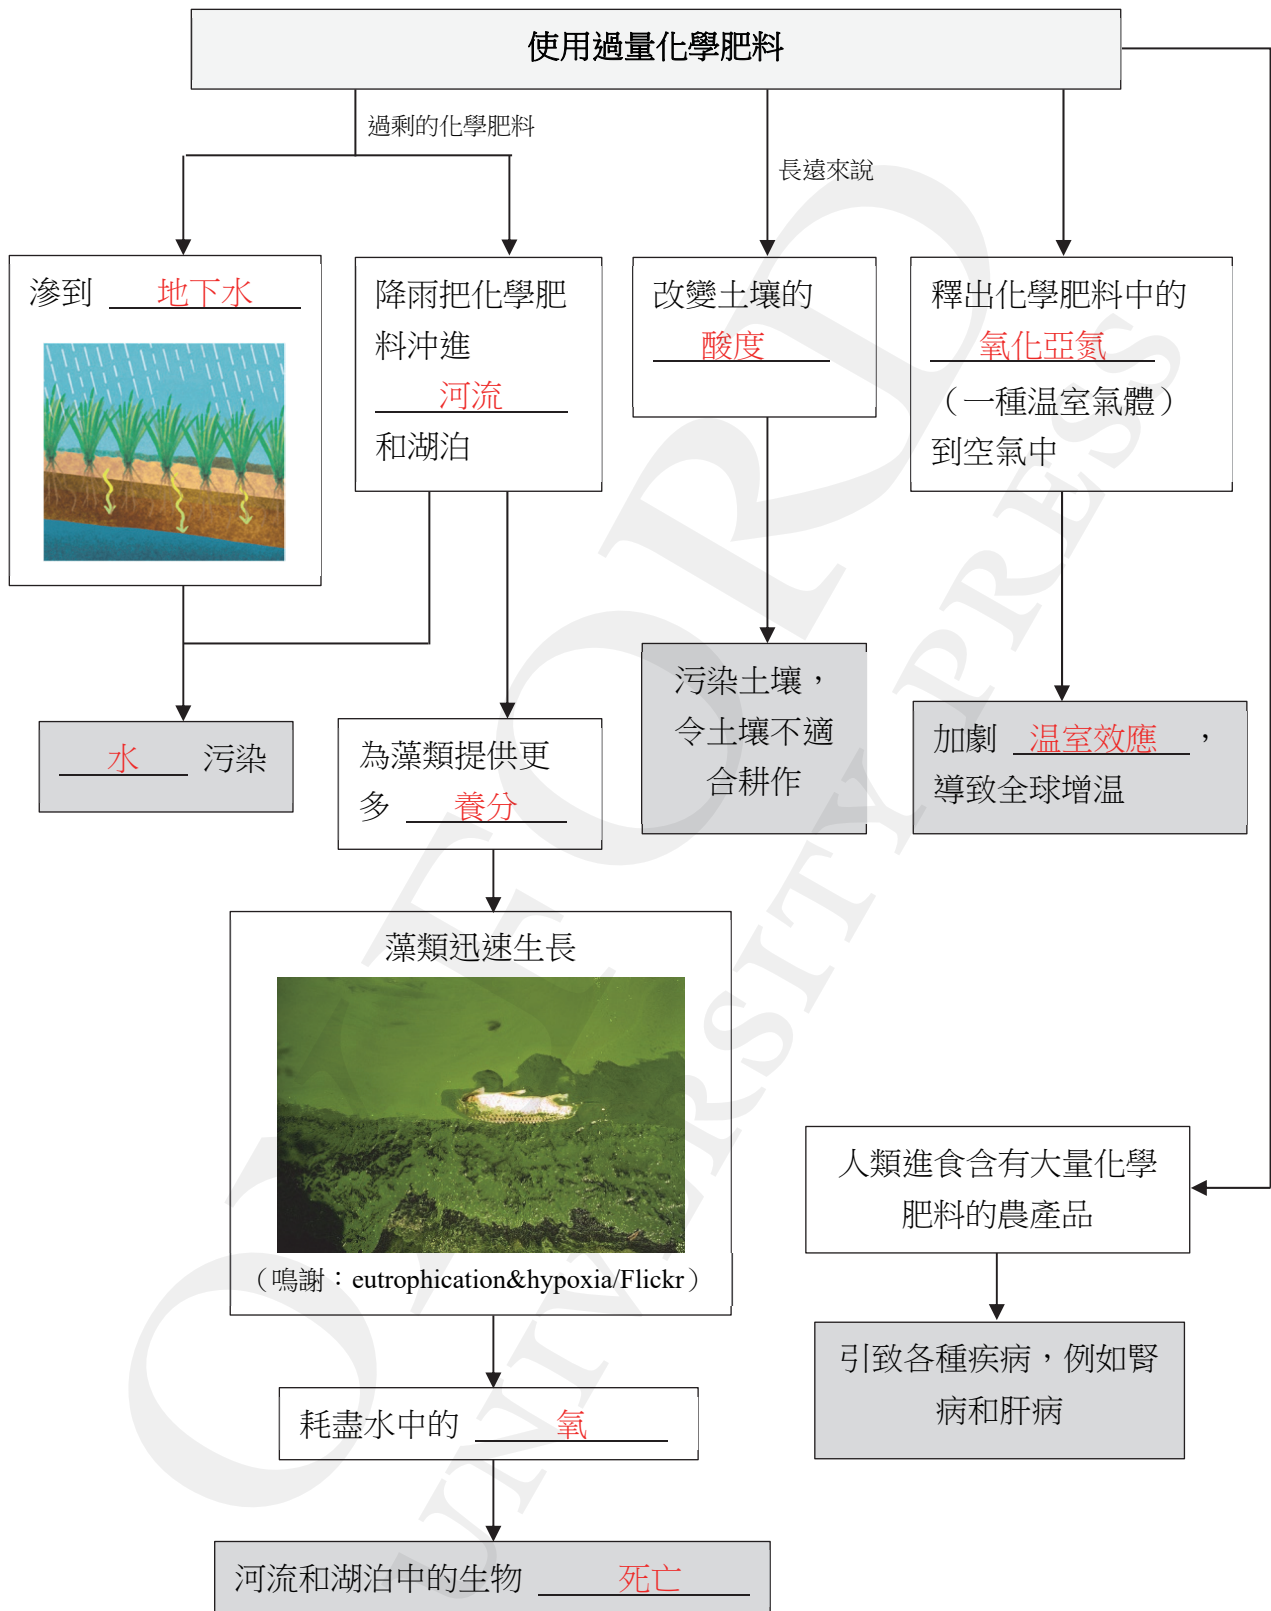 使用過量化學肥料
過剩的化學肥料
長遠來說
滲到 地下水
降雨把化學肥
料沖進
河流
和湖泊
改變土壤的
酸度
釋出化學肥料中的
氧化亞氮
（一種温室氣體）
到空氣中
水 污染
為藻類提供更
多 養分
污染土壤，
令土壤不適
合耕作
加劇 温室效應 ，
導致全球增温
藻類迅速生長
（鳴謝：eutrophication&hypoxia/Flickr）
人類進食含有大量化學
肥料的農產品
引致各種疾病，例如腎
病和肝病
耗盡水中的 氧
河流和湖泊中的生物 死亡
OXFORD
UNIVERSITY PRESS